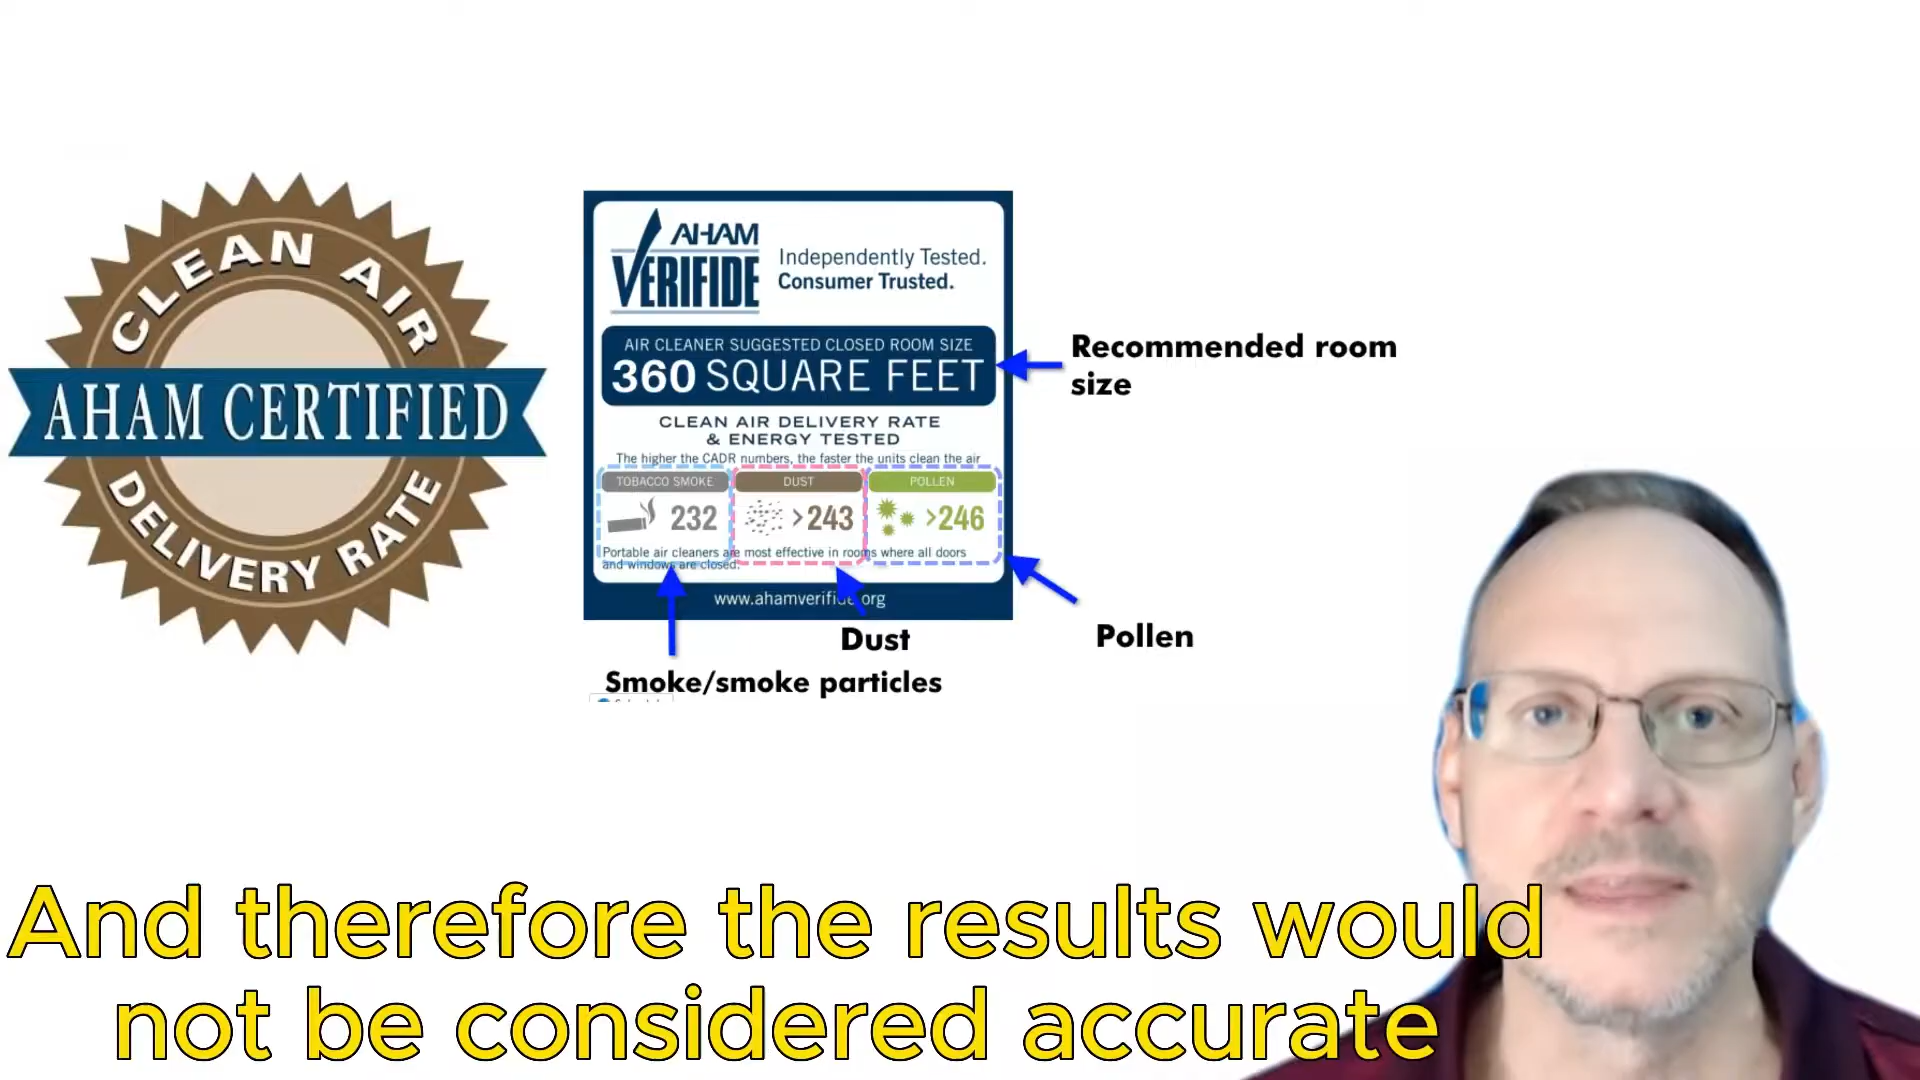 CLEAN AIR
AHAM CERTIFIED
DELIVERY RATE
AHAM
VERIFIDE
Independently Tested.
Consumer Trusted.
AIR CLEANER SUGGESTED CLOSED ROOM SIZE
360 SQUARE FEET
CLEAN AIR DELIVERY RATE
& ENERGY TESTED
The higher the CADR numbers, the faster the units clean the air
TOBACCO SMOKE
DUST
POLLEN
232
>243
>246
Portable air cleaners are most effective in rooms where all doors
and windows are closed.
www.ahamverifide.org
Recommended room
size
Dust
Pollen
Smoke/smoke particles
And therefore the results would
not be considered accurate